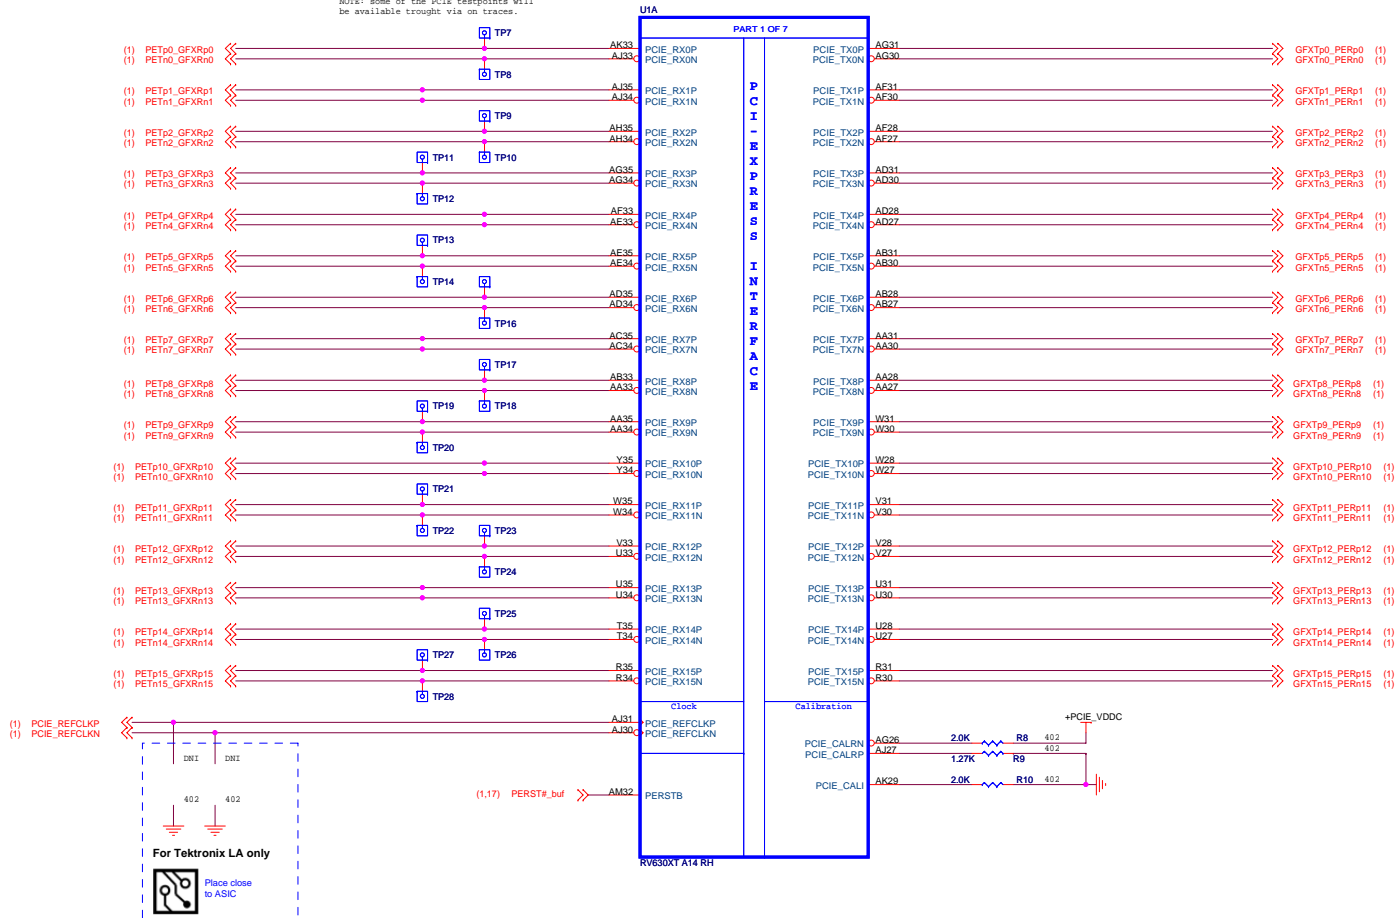 NOTE: some of the PCIE testpoints will
be available trought via on traces.
U1A
PART 1 OF 7
PCI-EXPRESS INTERFACE
TP7
(1) PETp0_GFXRp0 AK33 PCIE_RX0P PCIE_TX0P AG31 GFXTp0_PERp0 (1)
(1) PETn0_GFXRn0 AJ33 PCIE_RX0N PCIE_TX0N AG30 GFXTn0_PERn0 (1)
TP8
(1) PETp1_GFXRp1 AJ35 PCIE_RX1P PCIE_TX1P AF31 GFXTp1_PERp1 (1)
(1) PETn1_GFXRn1 AJ34 PCIE_RX1N PCIE_TX1N AF30 GFXTn1_PERn1 (1)
TP9
(1) PETp2_GFXRp2 AH35 PCIE_RX2P PCIE_TX2P AF28 GFXTp2_PERp2 (1)
(1) PETn2_GFXRn2 AH34 PCIE_RX2N PCIE_TX2N AF27 GFXTn2_PERn2 (1)
TP11 TP10
(1) PETp3_GFXRp3 AG35 PCIE_RX3P PCIE_TX3P AD31 GFXTp3_PERp3 (1)
(1) PETn3_GFXRn3 AG34 PCIE_RX3N PCIE_TX3N AD30 GFXTn3_PERn3 (1)
TP12
(1) PETp4_GFXRp4 AF33 PCIE_RX4P PCIE_TX4P AD28 GFXTp4_PERp4 (1)
(1) PETn4_GFXRn4 AE33 PCIE_RX4N PCIE_TX4N AD27 GFXTn4_PERn4 (1)
TP13
(1) PETp5_GFXRp5 AE35 PCIE_RX5P PCIE_TX5P AB31 GFXTp5_PERp5 (1)
(1) PETn5_GFXRn5 AE34 PCIE_RX5N PCIE_TX5N AB30 GFXTn5_PERn5 (1)
TP14
(1) PETp6_GFXRp6 AD35 PCIE_RX6P PCIE_TX6P AB28 GFXTp6_PERp6 (1)
(1) PETn6_GFXRn6 AD34 PCIE_RX6N PCIE_TX6N AB27 GFXTn6_PERn6 (1)
TP16
(1) PETp7_GFXRp7 AC35 PCIE_RX7P PCIE_TX7P AA31 GFXTp7_PERp7 (1)
(1) PETn7_GFXRn7 AC34 PCIE_RX7N PCIE_TX7N AA30 GFXTn7_PERn7 (1)
TP17
(1) PETp8_GFXRp8 AB33 PCIE_RX8P PCIE_TX8P AA28 GFXTp8_PERp8 (1)
(1) PETn8_GFXRn8 AA33 PCIE_RX8N PCIE_TX8N AA27 GFXTn8_PERn8 (1)
TP19 TP18
(1) PETp9_GFXRp9 AA35 PCIE_RX9P PCIE_TX9P W31 GFXTp9_PERp9 (1)
(1) PETn9_GFXRn9 AA34 PCIE_RX9N PCIE_TX9N W30 GFXTn9_PERn9 (1)
TP20
(1) PETp10_GFXRp10 Y35 PCIE_RX10P PCIE_TX10P W28 GFXTp10_PERp10 (1)
(1) PETn10_GFXRn10 Y34 PCIE_RX10N PCIE_TX10N W27 GFXTn10_PERn10 (1)
TP21
(1) PETp11_GFXRp11 W35 PCIE_RX11P PCIE_TX11P V31 GFXTp11_PERp11 (1)
(1) PETn11_GFXRn11 W34 PCIE_RX11N PCIE_TX11N V30 GFXTn11_PERn11 (1)
TP22 TP23
(1) PETp12_GFXRp12 V33 PCIE_RX12P PCIE_TX12P V28 GFXTp12_PERp12 (1)
(1) PETn12_GFXRn12 U33 PCIE_RX12N PCIE_TX12N V27 GFXTn12_PERn12 (1)
TP24
(1) PETp13_GFXRp13 U35 PCIE_RX13P PCIE_TX13P U31 GFXTp13_PERp13 (1)
(1) PETn13_GFXRn13 U34 PCIE_RX13N PCIE_TX13N U30 GFXTn13_PERn13 (1)
TP25
(1) PETp14_GFXRp14 T35 PCIE_RX14P PCIE_TX14P U28 GFXTp14_PERp14 (1)
(1) PETn14_GFXRn14 T34 PCIE_RX14N PCIE_TX14N U27 GFXTn14_PERn14 (1)
TP27 TP26
(1) PETp15_GFXRp15 R35 PCIE_RX15P PCIE_TX15P R31 GFXTp15_PERp15 (1)
(1) PETn15_GFXRn15 R34 PCIE_RX15N PCIE_TX15N R30 GFXTn15_PERn15 (1)
TP28
Clock Calibration
(1) PCIE_REFCLKP AJ31 PCIE_REFCLKP
(1) PCIE_REFCLKN AJ30 PCIE_REFCLKN
+PCIE_VDDC
PCIE_CALRN AG26 2.0K R8 402
PCIE_CALRP AJ27 1.27K R9 402
PCIE_CALI AK29 2.0K R10 402
DNI DNI
402 402
(1,17) PERST#_buf AM32 PERSTB
For Tektronix LA only
Place close
to ASIC
RV630XT A14 RH